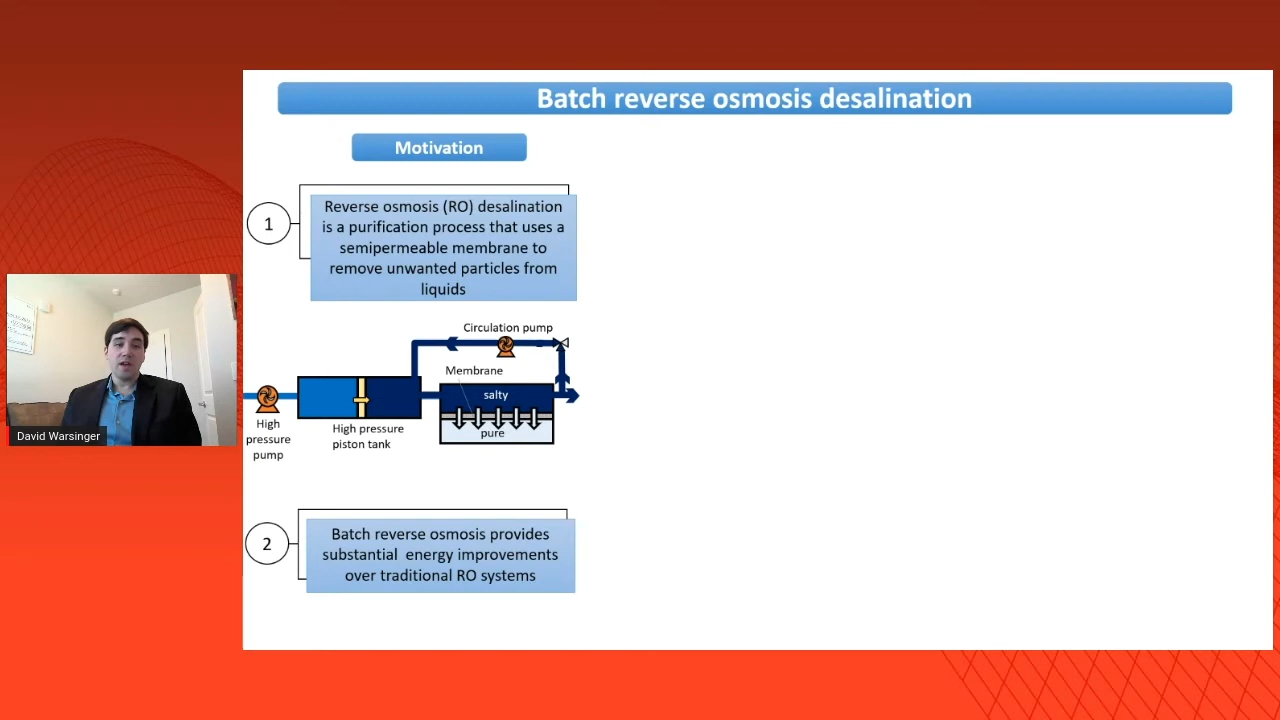 Batch reverse osmosis desalination
Motivation
1
Reverse osmosis (RO) desalination
is a purification process that uses a
semipermeable membrane to
remove unwanted particles from
liquids
Circulation pump
Membrane
salty
pure
High
pressure
pump
High pressure
piston tank
David Warsinger
2
Batch reverse osmosis provides
substantial energy improvements
over traditional RO systems